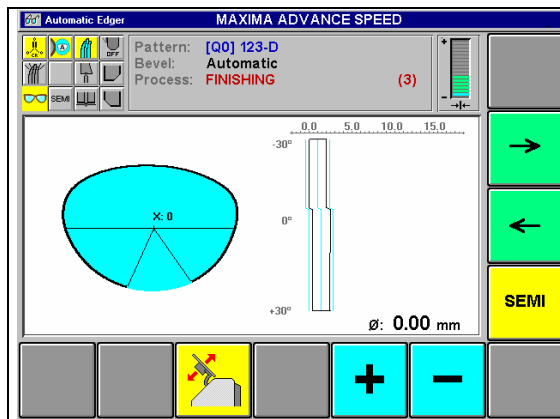 Automatic Edger MAXIMA ADVANCE SPEED
CB A OFF
Pattern: [Q0] 123-D
Bevel: Automatic
Process: FINISHING (3)
SEMI
+
-
0.0 5.0 10.0 15.0
-30°
X: 0
0°
+30°
Ø: 0.00 mm
→
←
SEMI
+ −